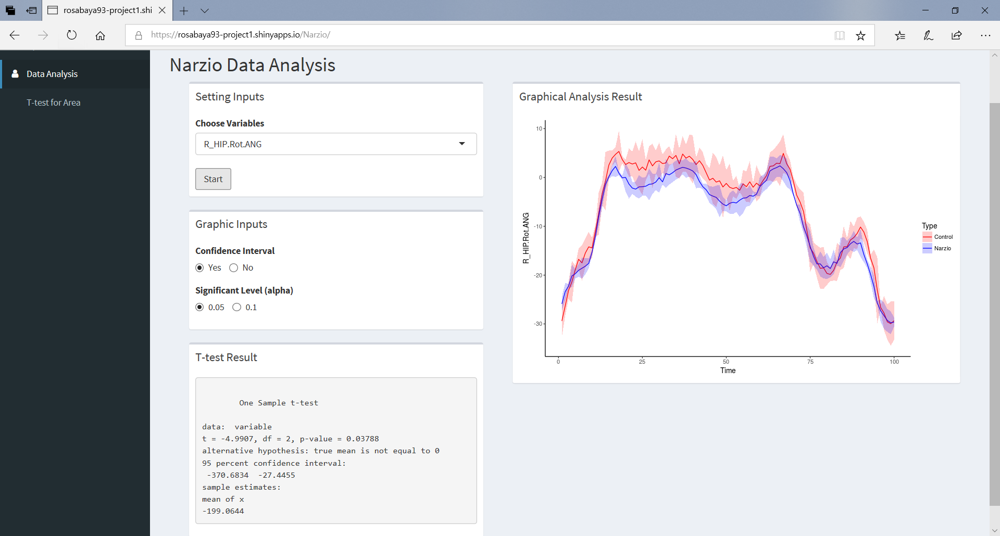 rosabaya93-project1.shi
https://rosabaya93-project1.shinyapps.io/Narzio/
Data Analysis
T-test for Area
Narzio Data Analysis
Setting Inputs
Choose Variables
R_HIP.Rot.ANG
Start
Graphic Inputs
Confidence Interval
Yes No
Significant Level (alpha)
0.05 0.1
T-test Result
One Sample t-test
data: variable
t = -4.9907, df = 2, p-value = 0.03788
alternative hypothesis: true mean is not equal to 0
95 percent confidence interval:
-370.6834 -27.4455
sample estimates:
mean of x
-199.0644
Graphical Analysis Result
R_HIP.Rot.ANG
10
0
-10
-20
-30
0 25 50 75 100
Time
Type
Control
Narzio